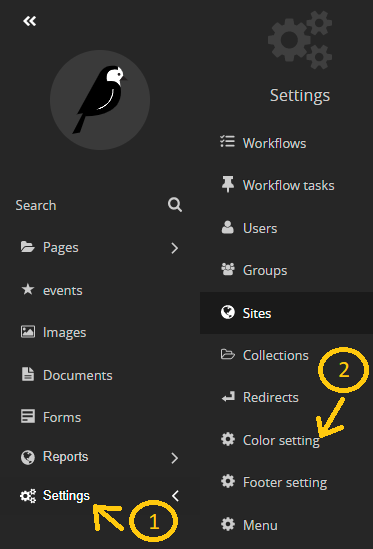 Search
Pages
events
Images
Documents
Forms
Reports
Settings
1
Settings
Workflows
Workflow tasks
Users
Groups
Sites
Collections
2
Redirects
Color setting
Footer setting
Menu